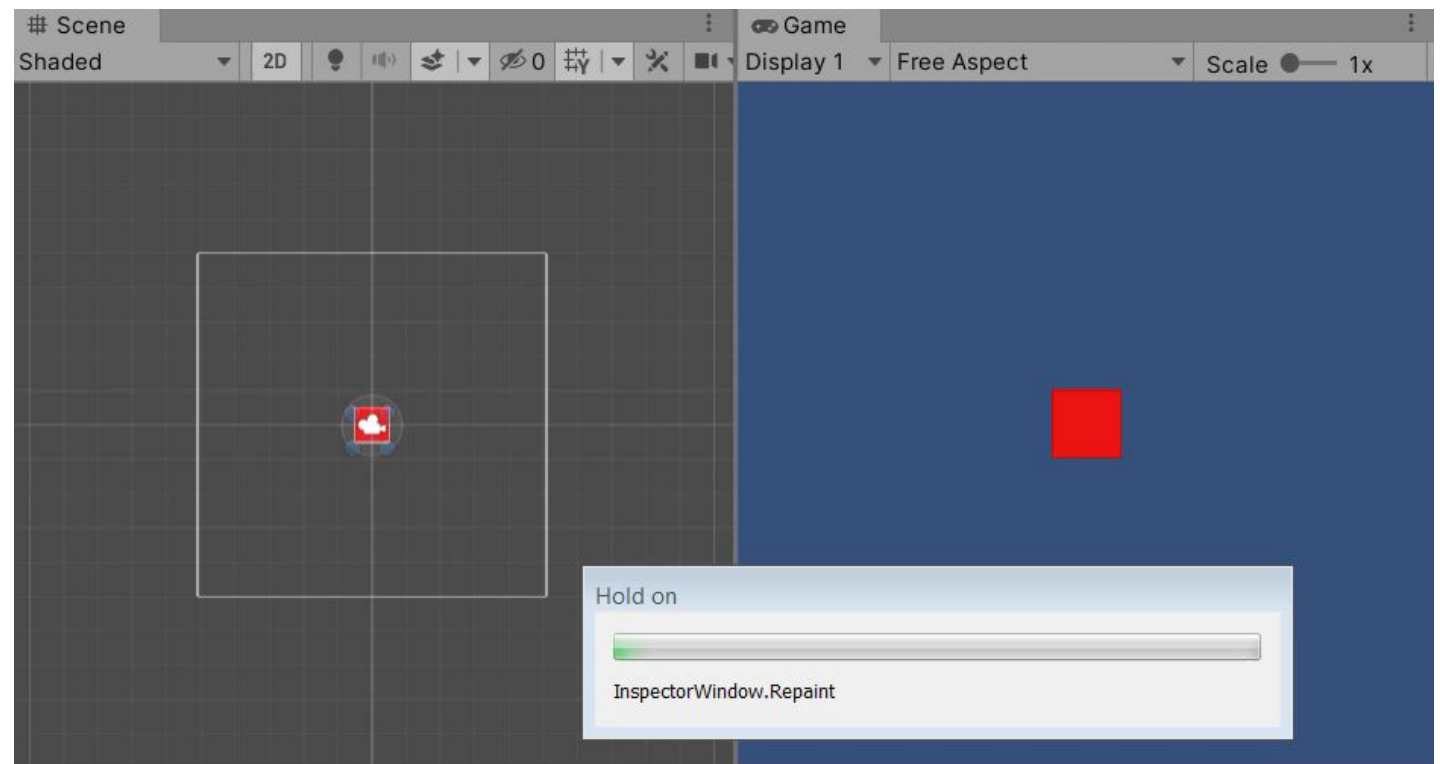 Scene
Shaded 2D 0
Game
Display 1 Free Aspect Scale 1x
Hold on
InspectorWindow.Repaint